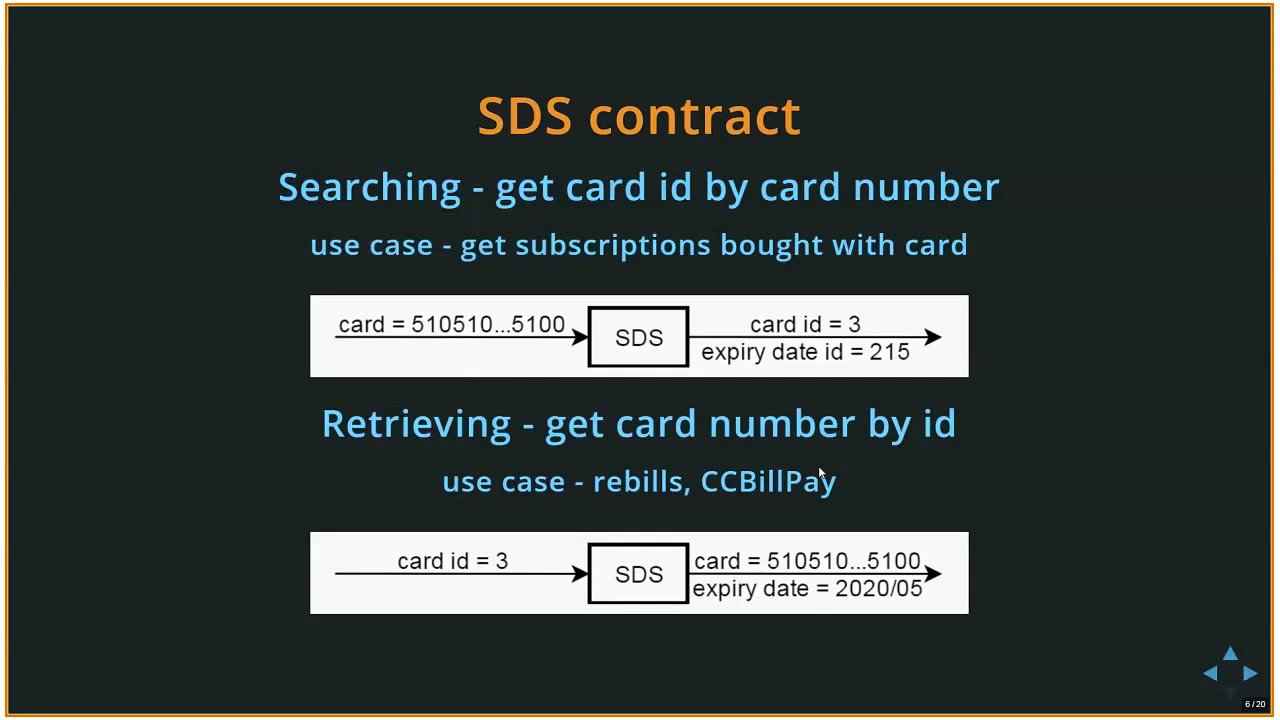 SDS contract
Searching - get card id by card number
use case - get subscriptions bought with card
card = 510510...5100
SDS
card id = 3
expiry date id = 215
Retrieving - get card number by id
use case - rebills, CCBillPay
card id = 3
SDS
card = 510510...5100
expiry date = 2020/05
6 / 20